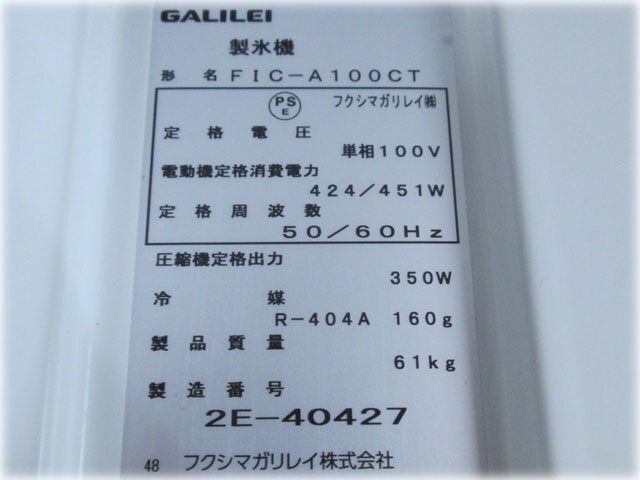 GALILEI
製氷機
形 名 FIC-A100CT
PS E フクシマガリレイ㈱
定格電圧
単相100V
電動機定格消費電力
424/451W
定格周波数
50/60Hz
圧縮機定格出力
350W
冷 媒
R-404A 160g
製品質量
61kg
製造番号
2E-40427
48 フクシマガリレイ株式会社